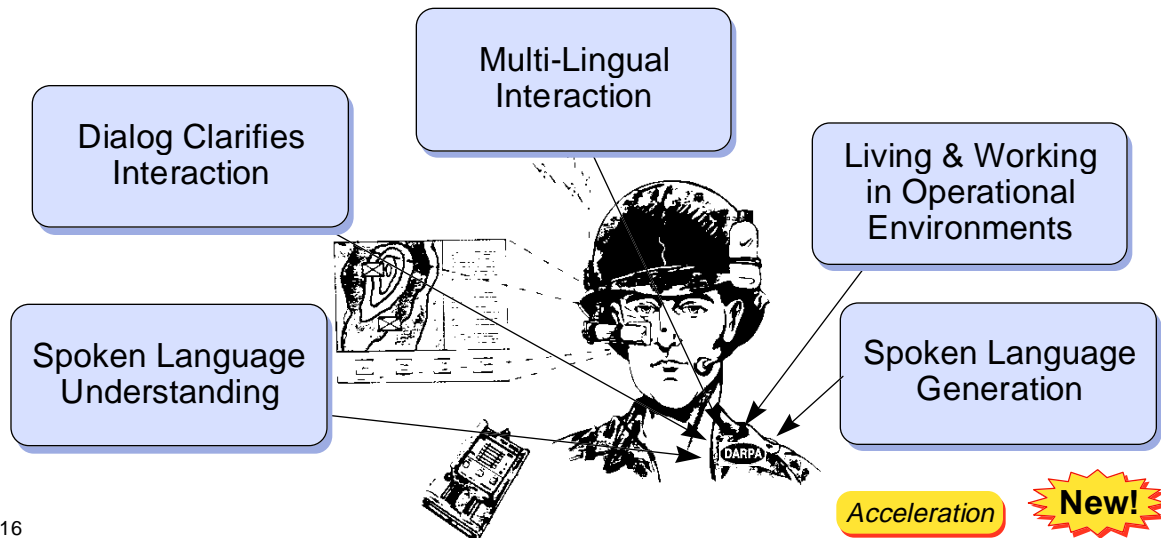 Multi-Lingual
Interaction
Dialog Clarifies
Interaction
Living & Working
in Operational
Environments
Spoken Language
Understanding
Spoken Language
Generation
DARPA
Acceleration
New!
16